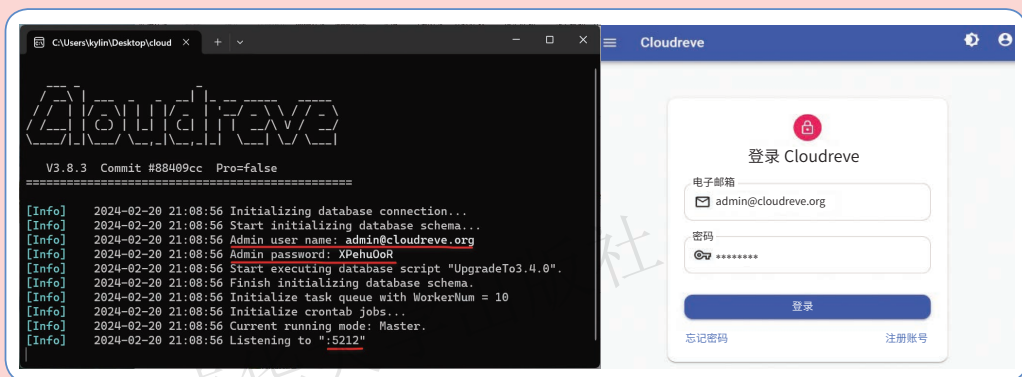 C:\Users\kylin\Desktop\cloud
Cloudreve
V3.8.3 Commit #88409cc Pro=false
================================================
[Info] 2024-02-20 21:08:56 Initializing database connection...
[Info] 2024-02-20 21:08:56 Start initializing database schema...
[Info] 2024-02-20 21:08:56 Admin user name: admin@cloudreve.org
[Info] 2024-02-20 21:08:56 Admin password: XPehuOoR
[Info] 2024-02-20 21:08:56 Start executing database script "UpgradeTo3.4.0".
[Info] 2024-02-20 21:08:56 Finish initializing database schema.
[Info] 2024-02-20 21:08:56 Initialize task queue with WorkerNum = 10
[Info] 2024-02-20 21:08:56 Initialize crontab jobs...
[Info] 2024-02-20 21:08:56 Current running mode: Master.
[Info] 2024-02-20 21:08:56 Listening to ":5212"
Cloudreve
登录 Cloudreve
电子邮箱
admin@cloudreve.org
密码
********
登录
忘记密码 注册账号
社